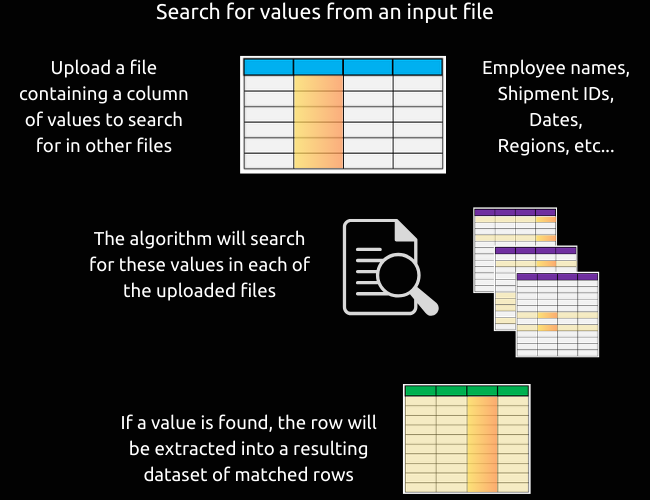 Search for values from an input file
Upload a file
containing a column
of values to search
for in other files
Employee names,
Shipment IDs,
Dates,
Regions, etc...
The algorithm will search
for these values in each of
the uploaded files
If a value is found, the row will
be extracted into a resulting
dataset of matched rows